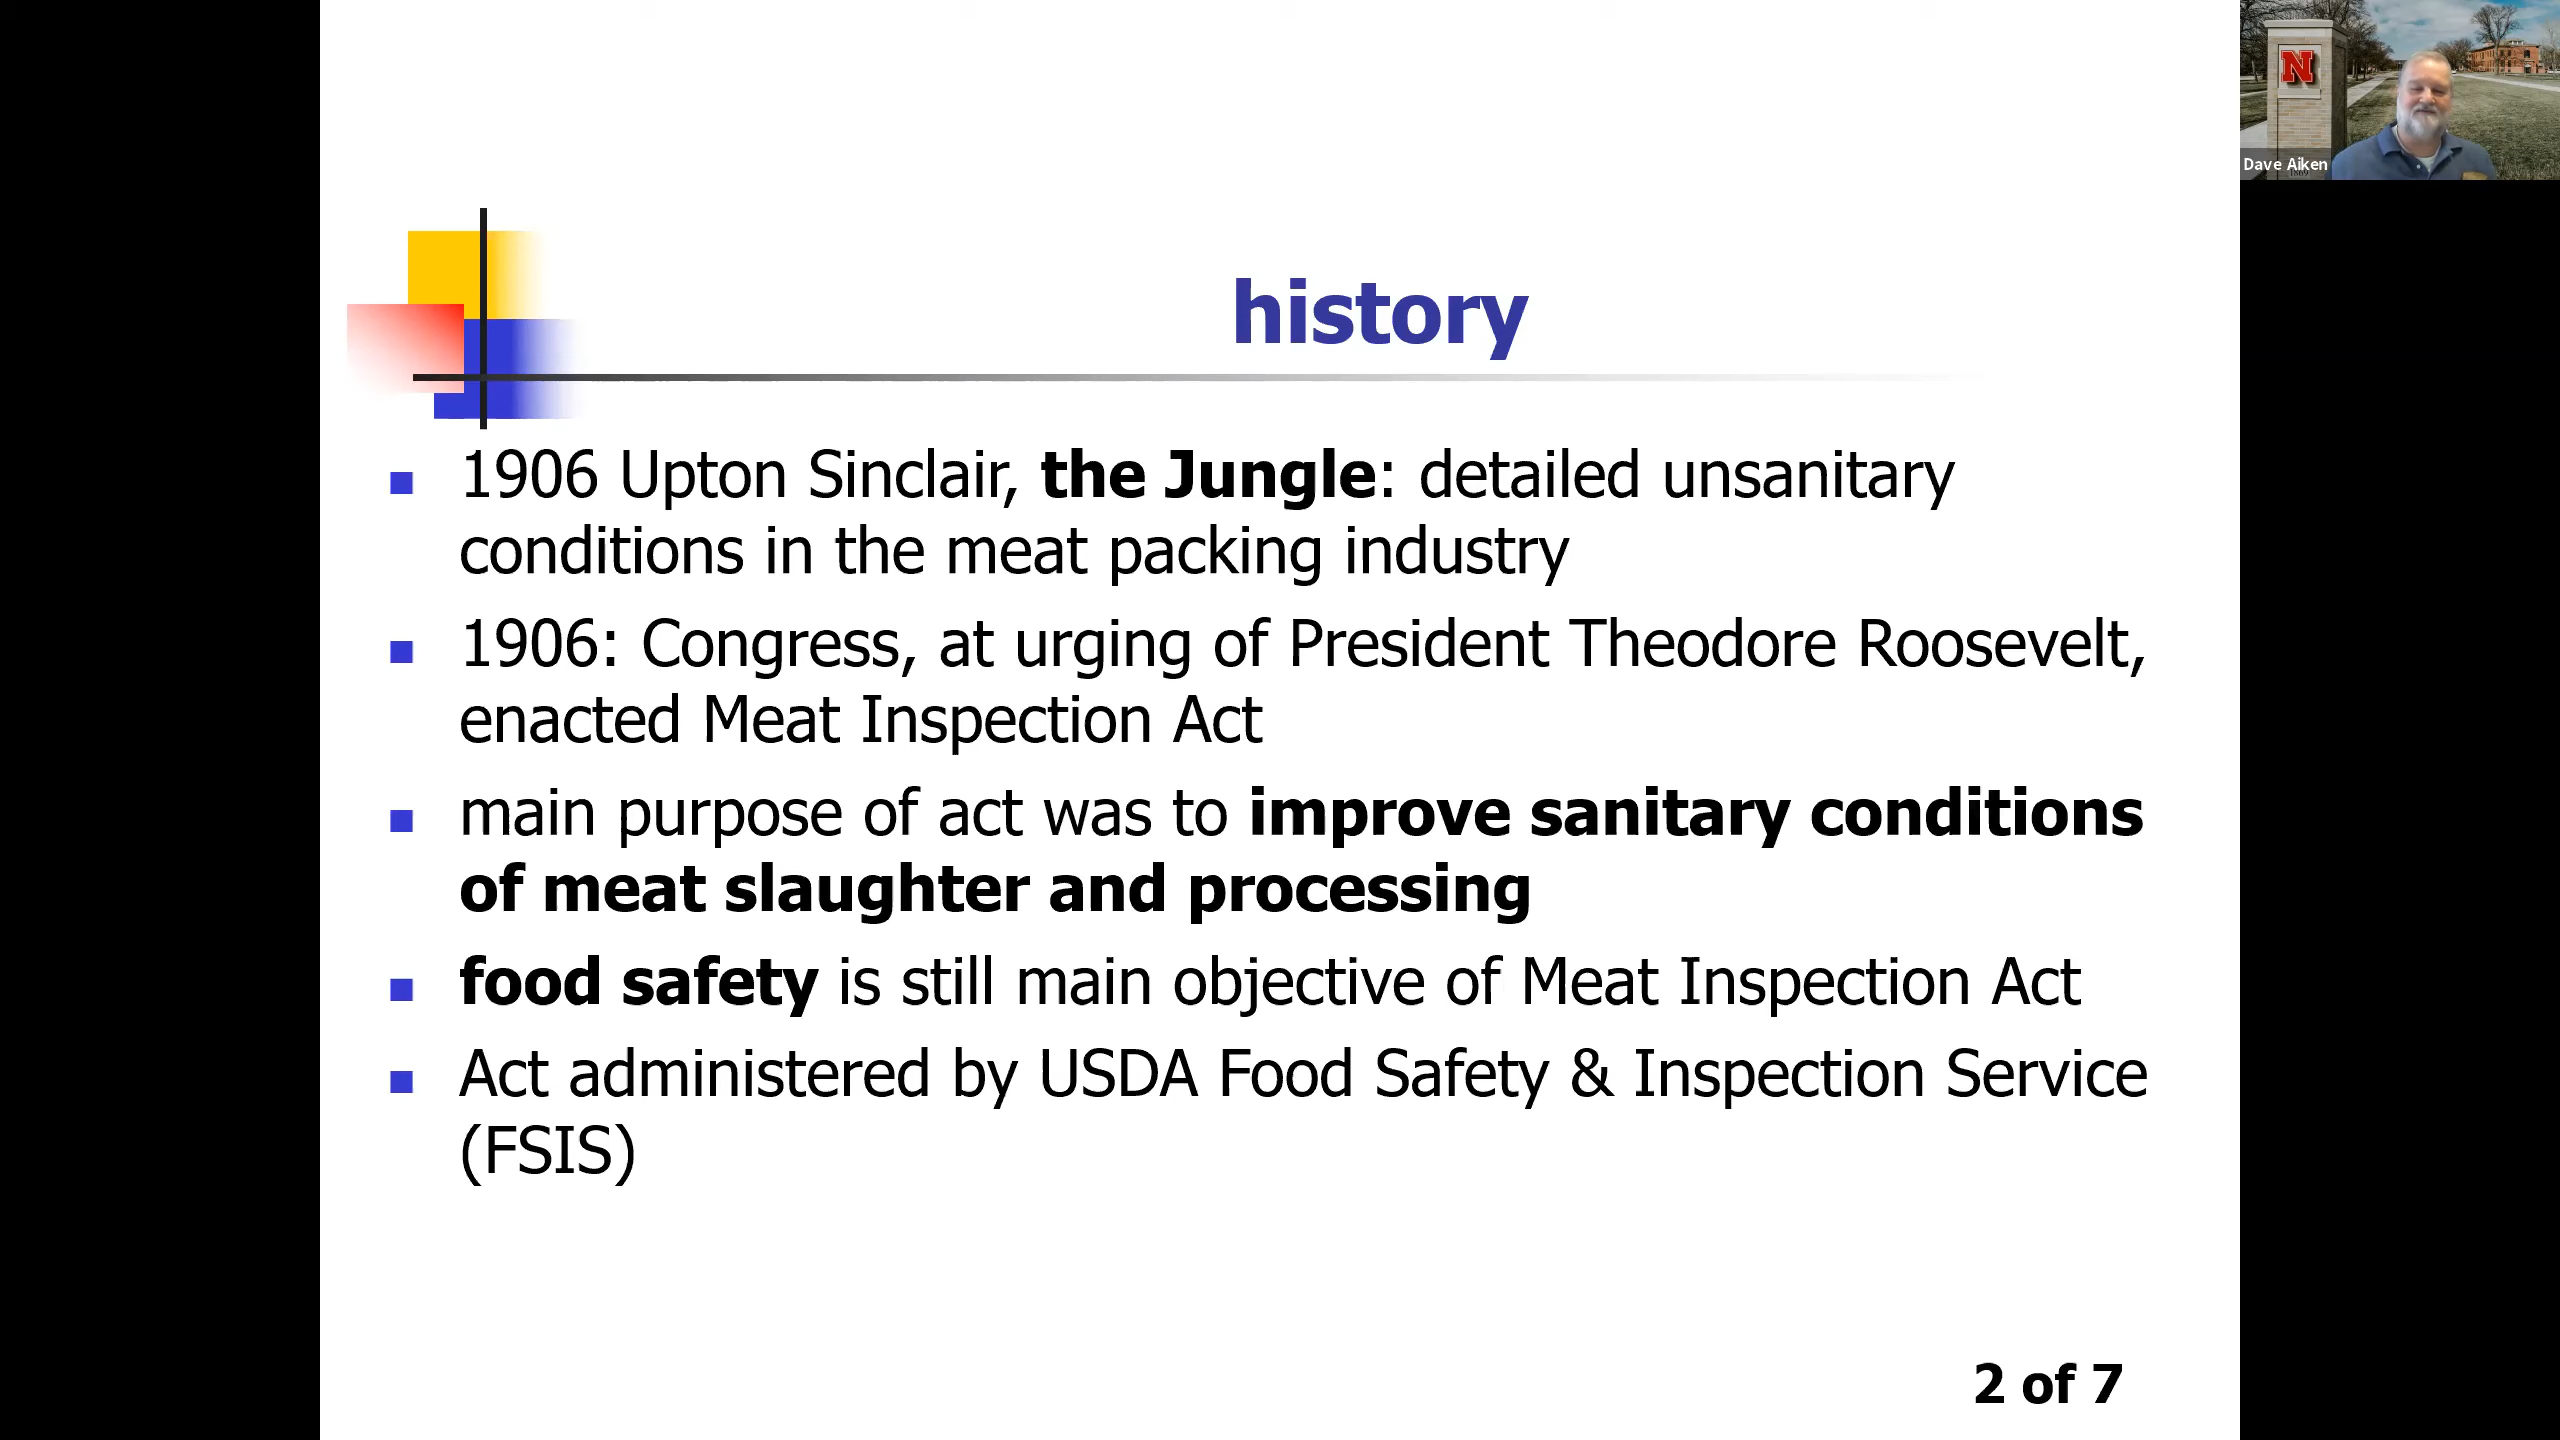 N
Dave Aiken
history
1906 Upton Sinclair, the Jungle: detailed unsanitary
conditions in the meat packing industry
1906: Congress, at urging of President Theodore Roosevelt,
enacted Meat Inspection Act
main purpose of act was to improve sanitary conditions
of meat slaughter and processing
food safety is still main objective of Meat Inspection Act
Act administered by USDA Food Safety & Inspection Service
(FSIS)
2 of 7